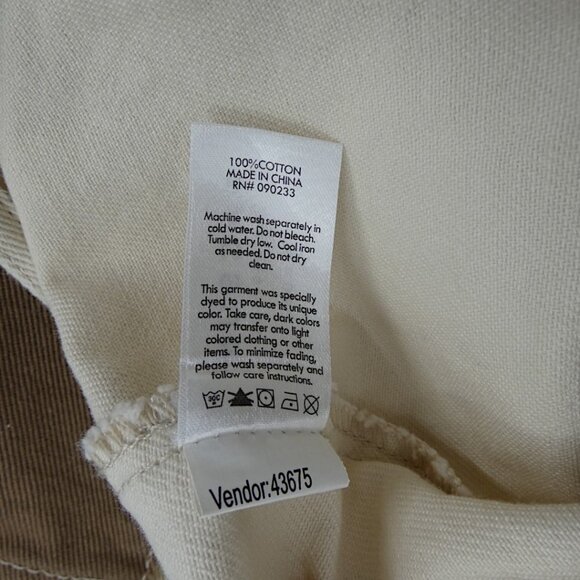 100%COTTON
MADE IN CHINA
RN# 090233
Machine wash separately in
cold water. Do not bleach.
Tumble dry low. Cool iron
as needed. Do not dry
clean.
This garment was specially
dyed to produce its unique
color. Take care, dark colors
may transfer onto light
colored clothing or other
items. To minimize fading,
please wash separately and
follow care instructions.
30C
Vendor:43675